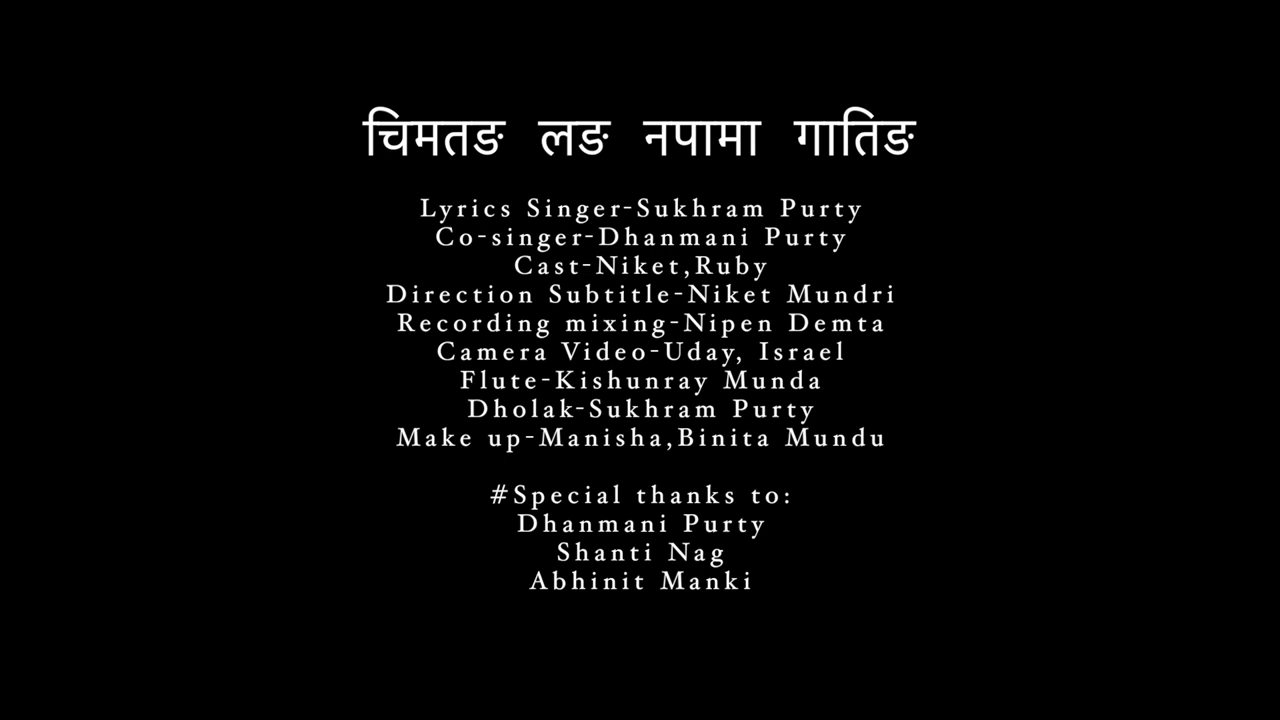 चिमतङ लङ नपामा गातिङ
Lyrics Singer-Sukhram Purty
Co-singer-Dhanmani Purty
Cast-Niket,Ruby
Direction Subtitle-Niket Mundri
Recording mixing-Nipen Demta
Camera Video-Uday, Israel
Flute-Kishunray Munda
Dholak-Sukhram Purty
Make up-Manisha,Binita Mundu
#Special thanks to:
Dhanmani Purty
Shanti Nag
Abhinit Manki